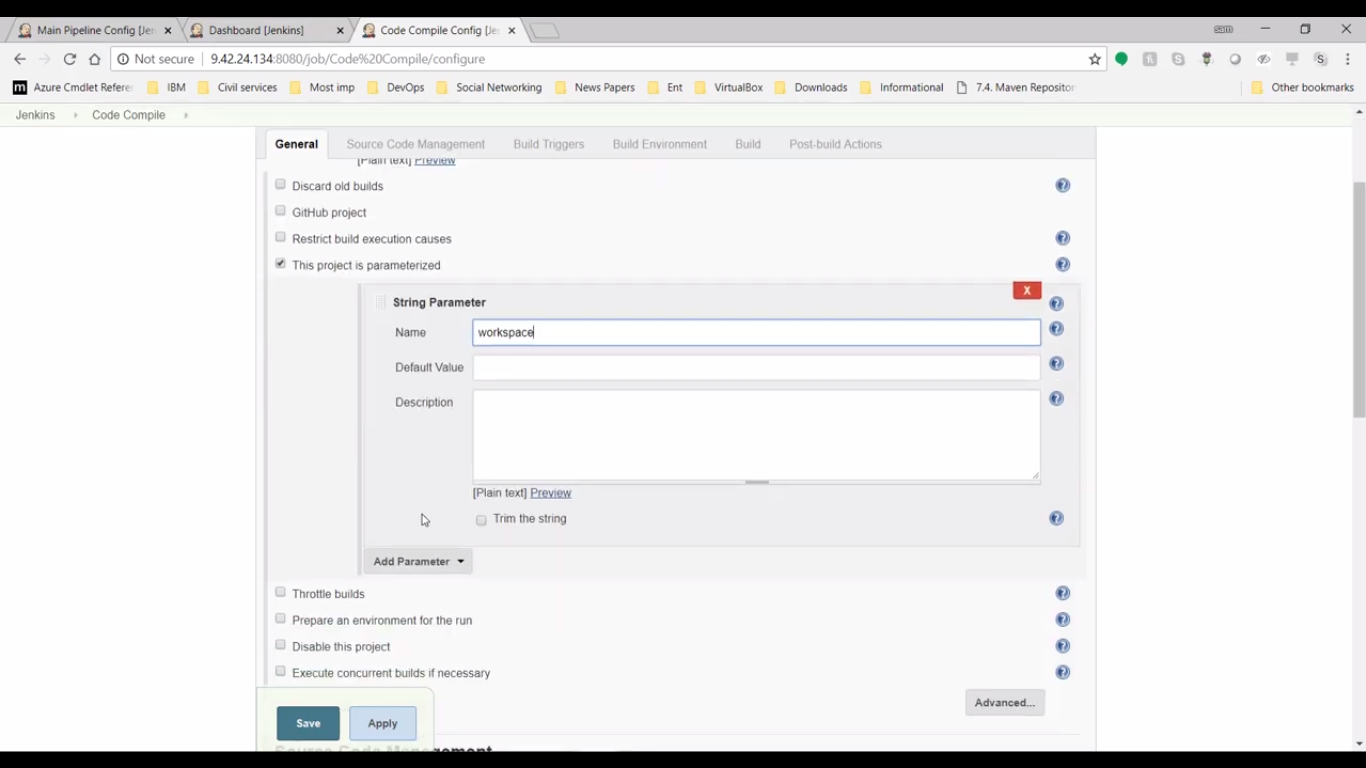 Main Pipeline Config [Je
Dashboard [Jenkins]
Code Compile Config [Je
sam
Not secure
9.42.24.134:8080/job/Code%20Compile/configure
Azure Cmdlet Refere
IBM
Civil services
Most imp
DevOps
Social Networking
News Papers
Ent
VirtualBox
Downloads
Informational
7.4. Maven Repositor
Other bookmarks
Jenkins
Code Compile
General
Source Code Management
Build Triggers
Build Environment
Build
Post-build Actions
[Plain text] Preview
Discard old builds
GitHub project
Restrict build execution causes
This project is parameterized
X
String Parameter
Name
workspace
Default Value
Description
[Plain text] Preview
Trim the string
Add Parameter
Throttle builds
Prepare an environment for the run
Disable this project
Execute concurrent builds if necessary
Advanced...
Save
Apply
Source Code Management